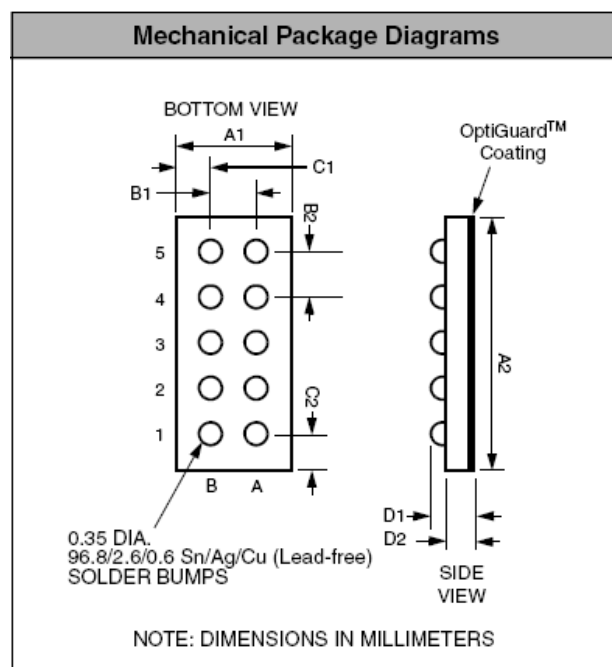 Mechanical Package Diagrams
BOTTOM VIEW
A1
OptiGuard™
Coating
C1
B1
B2
5
4
3
2
1
C2
A2
B A
0.35 DIA.
96.8/2.6/0.6 Sn/Ag/Cu (Lead-free)
SOLDER BUMPS
D1
D2
SIDE
VIEW
NOTE: DIMENSIONS IN MILLIMETERS